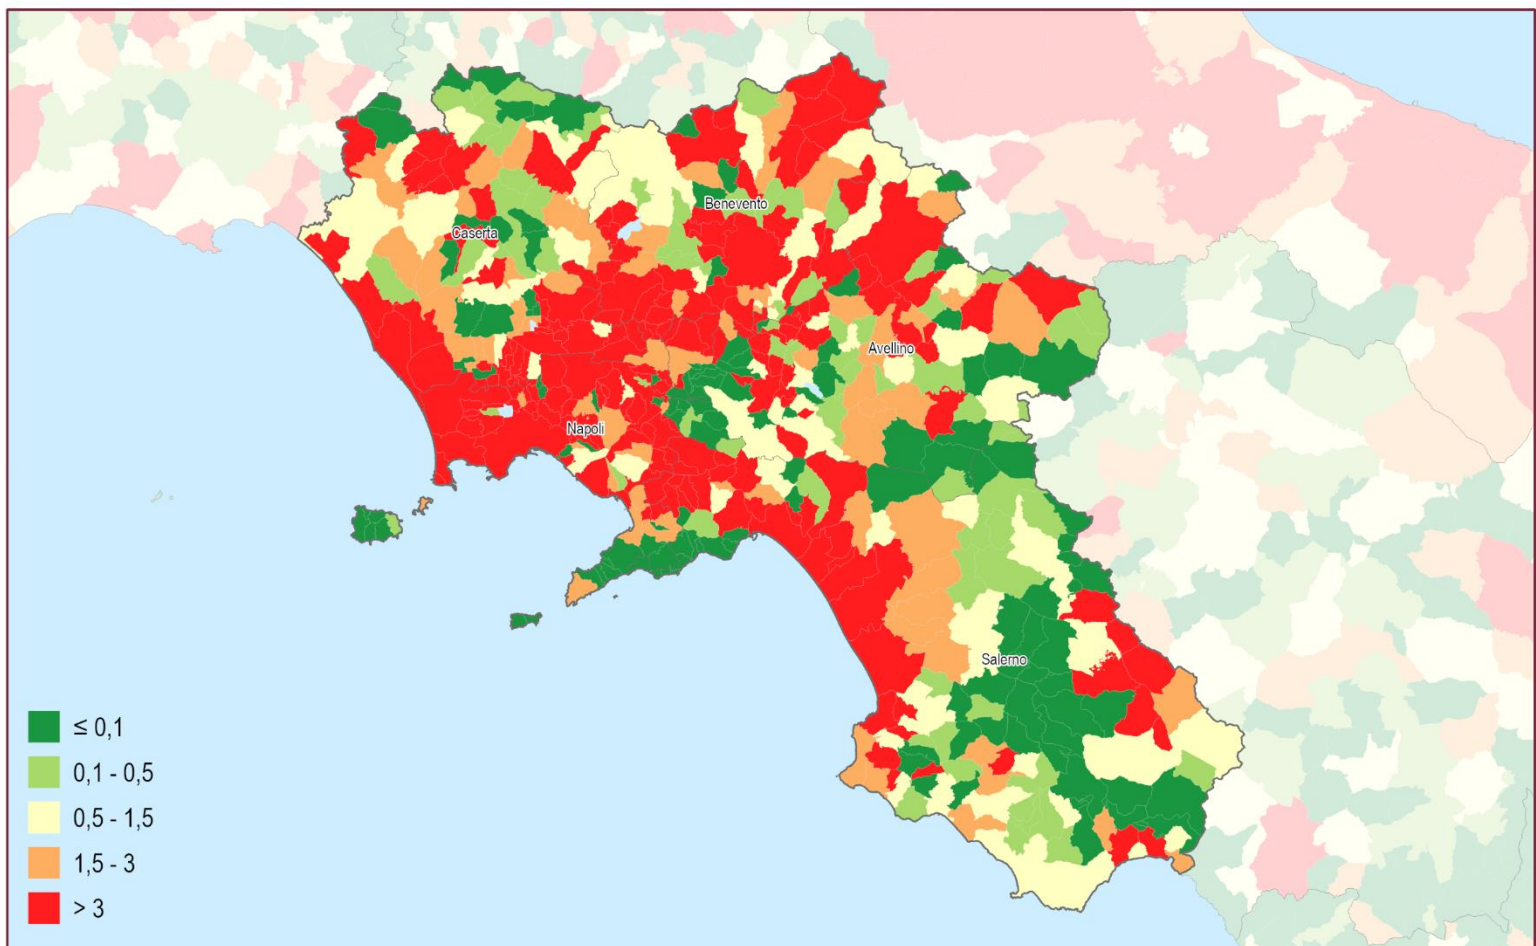 Benevento
Caserta
Avellino
Napoli
Salerno
≤ 0,1
0,1 - 0,5
0,5 - 1,5
1,5 - 3
> 3